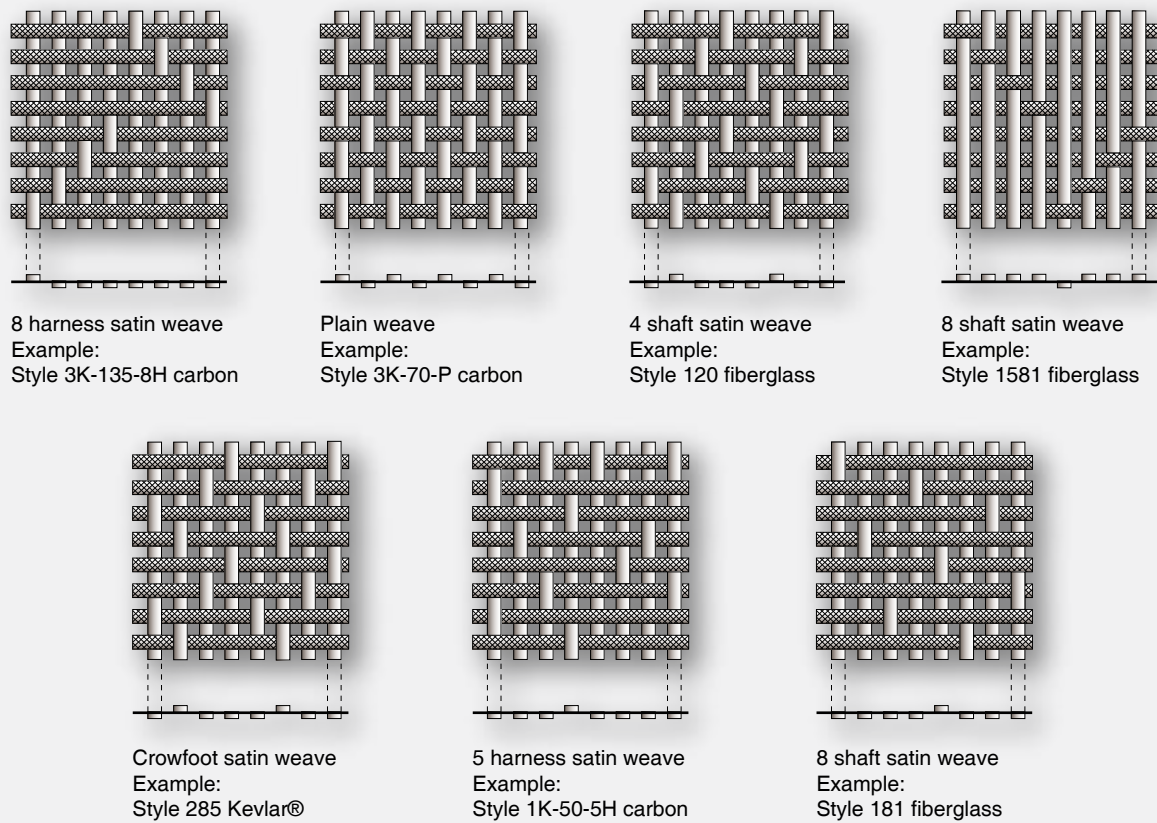 8 harness satin weave
Example:
Style 3K-135-8H carbon
Plain weave
Example:
Style 3K-70-P carbon
4 shaft satin weave
Example:
Style 120 fiberglass
8 shaft satin weave
Example:
Style 1581 fiberglass
Crowfoot satin weave
Example:
Style 285 Kevlar®
5 harness satin weave
Example:
Style 1K-50-5H carbon
8 shaft satin weave
Example:
Style 181 fiberglass